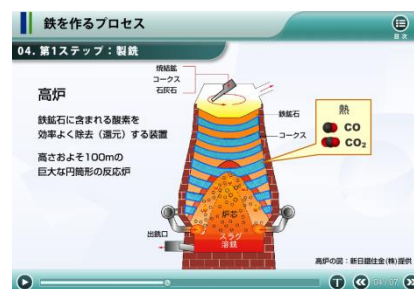 鉄を作るプロセス
目次
04. 第1ステップ：製銑
焼結鉱
コークス
石灰石
高炉
鉄鉱石に含まれる酸素を
効率よく除去（還元）する装置
高さおよそ100mの
巨大な円筒形の反応炉
鉄鉱石
コークス
熱
CO
CO₂
炉芯
出銑口
スラグ
溶銑
高炉の図：新日鐵住金(株)提供
T
04 / 07